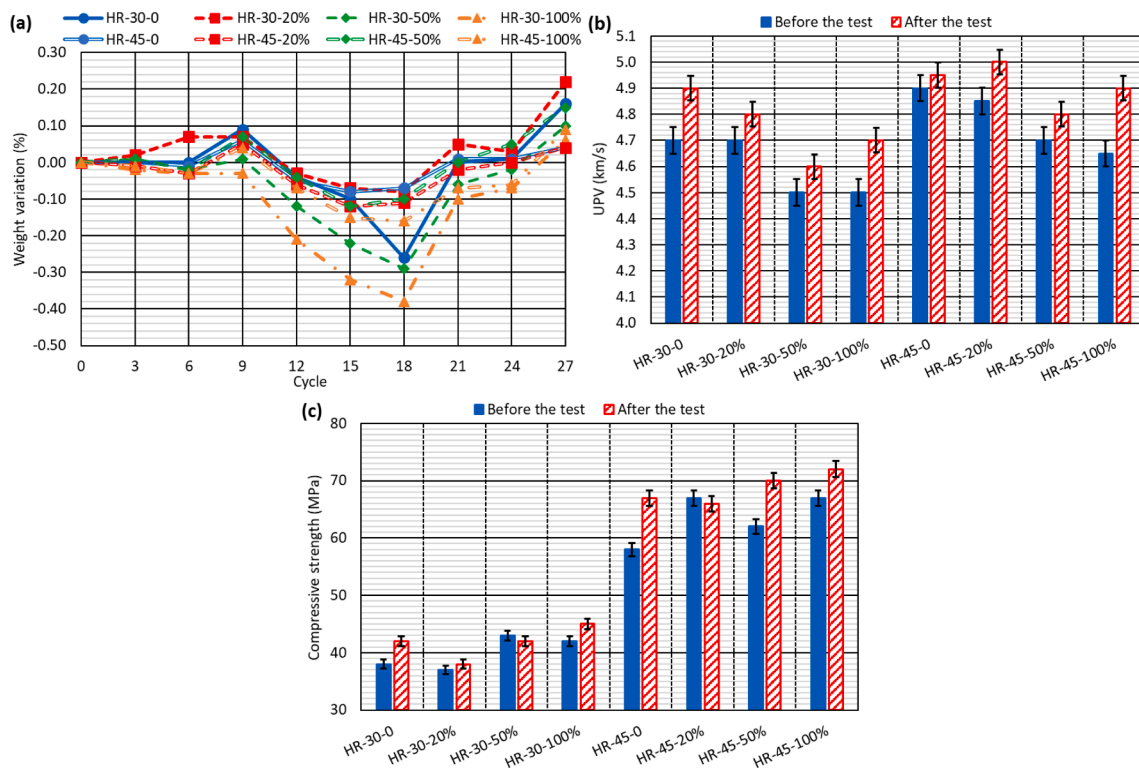 (a)
HR-30-0 HR-30-20% HR-30-50% HR-30-100%
HR-45-0 HR-45-20% HR-45-50% HR-45-100%
Weight variation (%)
0.40
0.30
0.20
0.10
0.00
-0.10
-0.20
-0.30
-0.40
-0.50
0 3 6 9 12 15 18 21 24 27
Cycle
(b)
Before the test After the test
UPV (km/s)
5.1
5.0
4.9
4.8
4.7
4.6
4.5
4.4
4.3
4.2
4.1
4.0
HR-30-0 HR-30-20% HR-30-50% HR-30-100% HR-45-0 HR-45-20% HR-45-50% HR-45-100%
(c)
Before the test After the test
Compressive strength (MPa)
80
70
60
50
40
30
HR-30-0 HR-30-20% HR-30-50% HR-30-100% HR-45-0 HR-45-20% HR-45-50% HR-45-100%